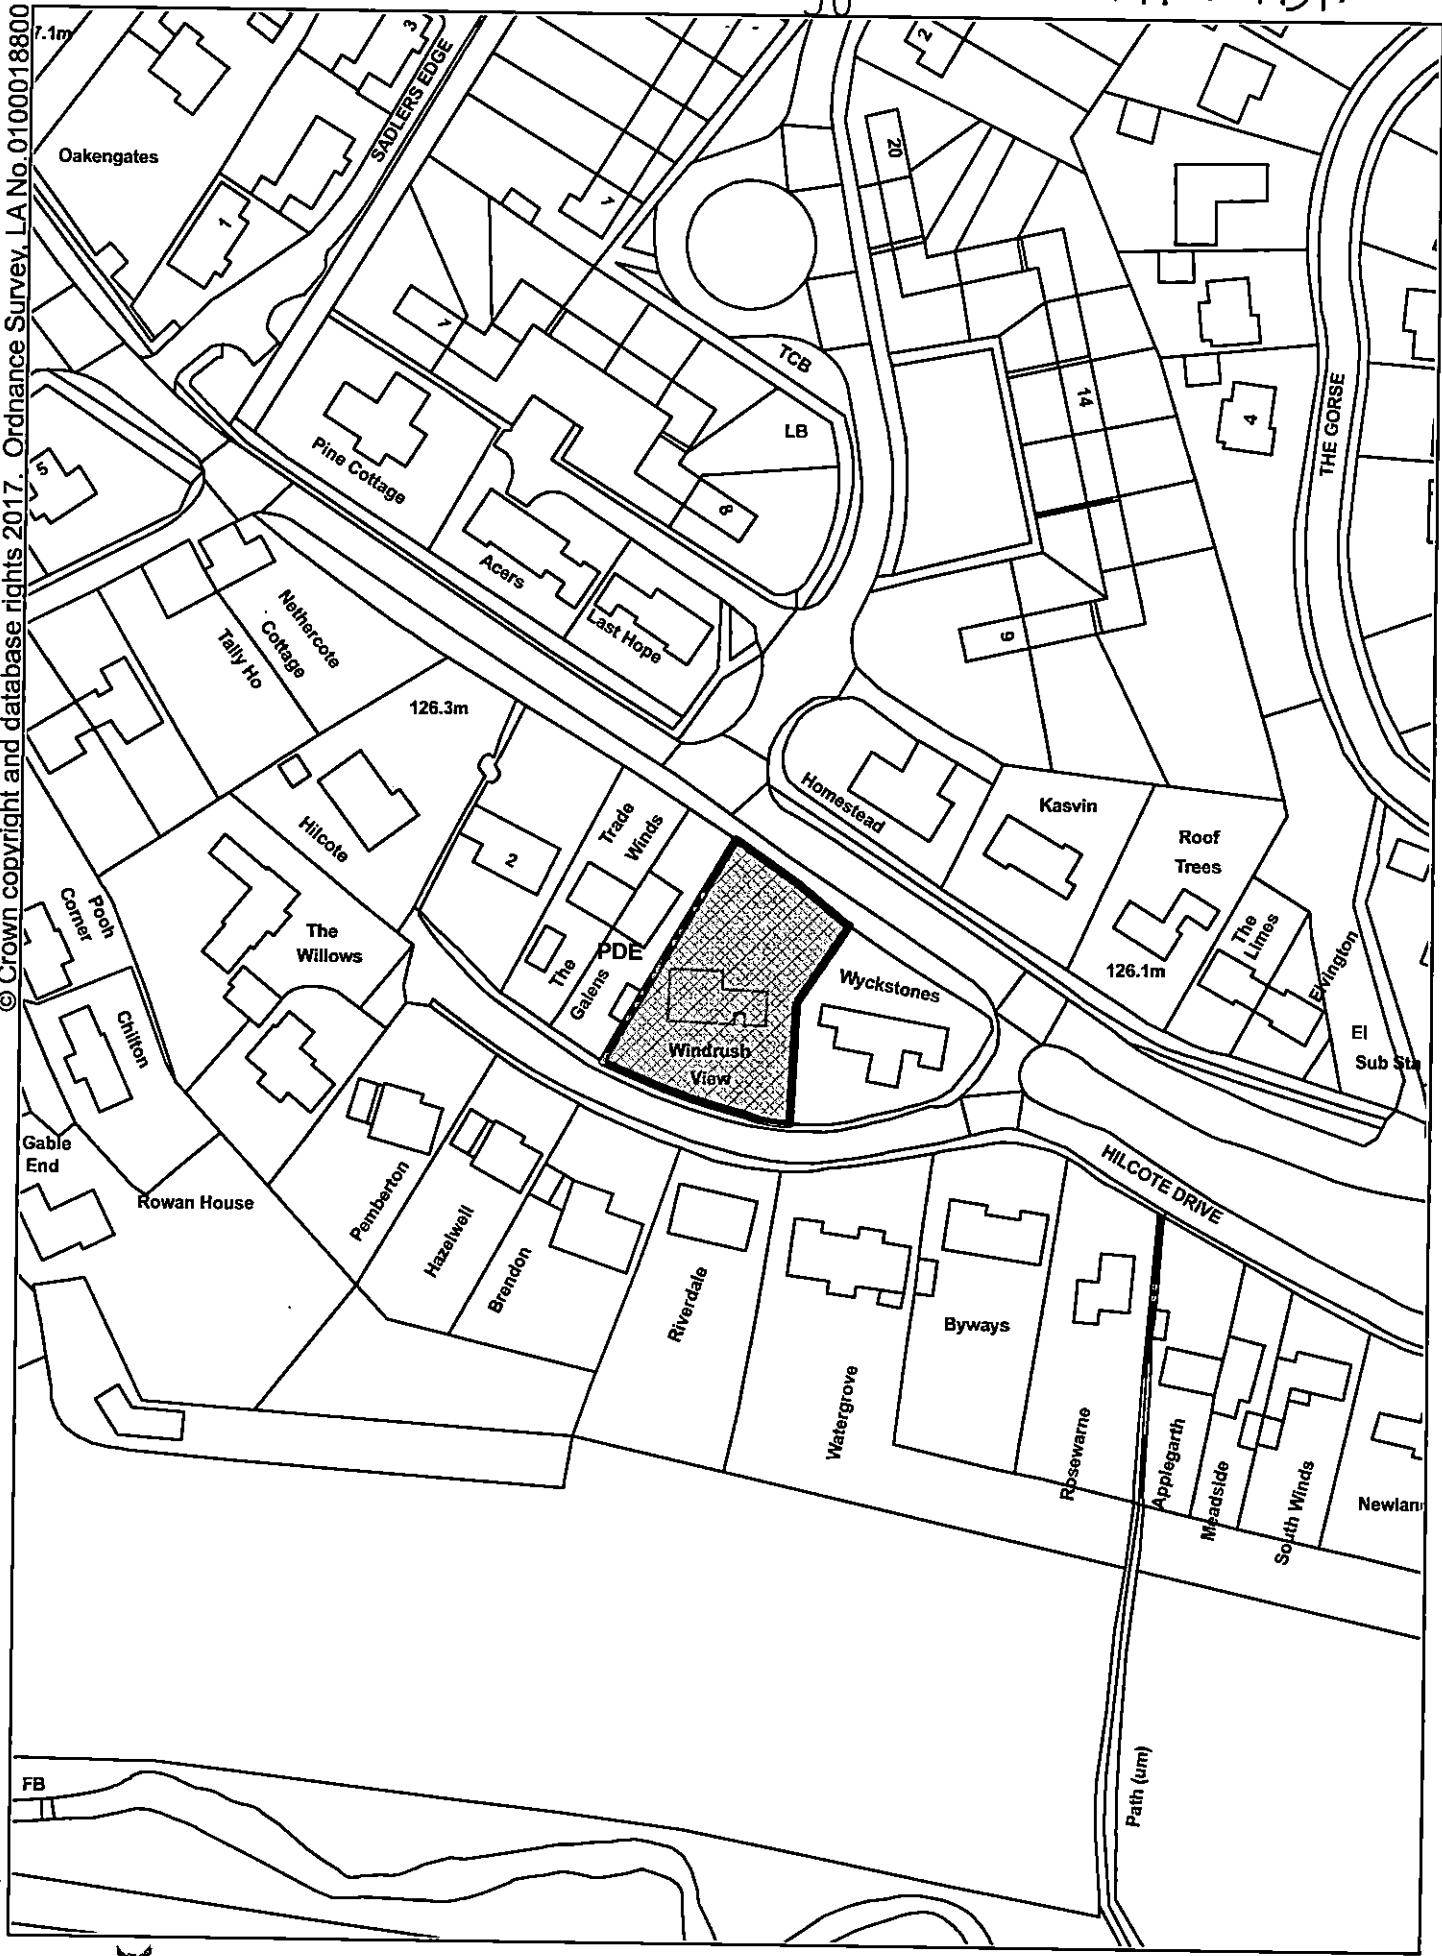 © Crown copyright and database rights 2017. Ordnance Survey, LA No. 0100018800
7.1m
3
2
SADLERS EDGE
Oakengates
1
7
20
7
TCB
LB
14
4
THE GORSE
5
Pine Cottage
8
Acers
Last Hope
9
Nethercote
Cottage
Tally Ho
126.3m
Homestead
Kasvin
Roof
Trees
Hilcote
2
Trade
Winds
Pooh
Corner
The
Willows
PDE
The
Galens
Wyckstones
126.1m
The
Limes
Elvington
El
Sub Sta
Chilton
Windrush
View
Gable
End
Rowan House
Pemberton
Hazelwell
Brendon
Riverdale
HILCOTE DRIVE
Watergrove
Byways
Rosewarne
Applegarth
Meadside
South Winds
Newlan
Path (um)
FB